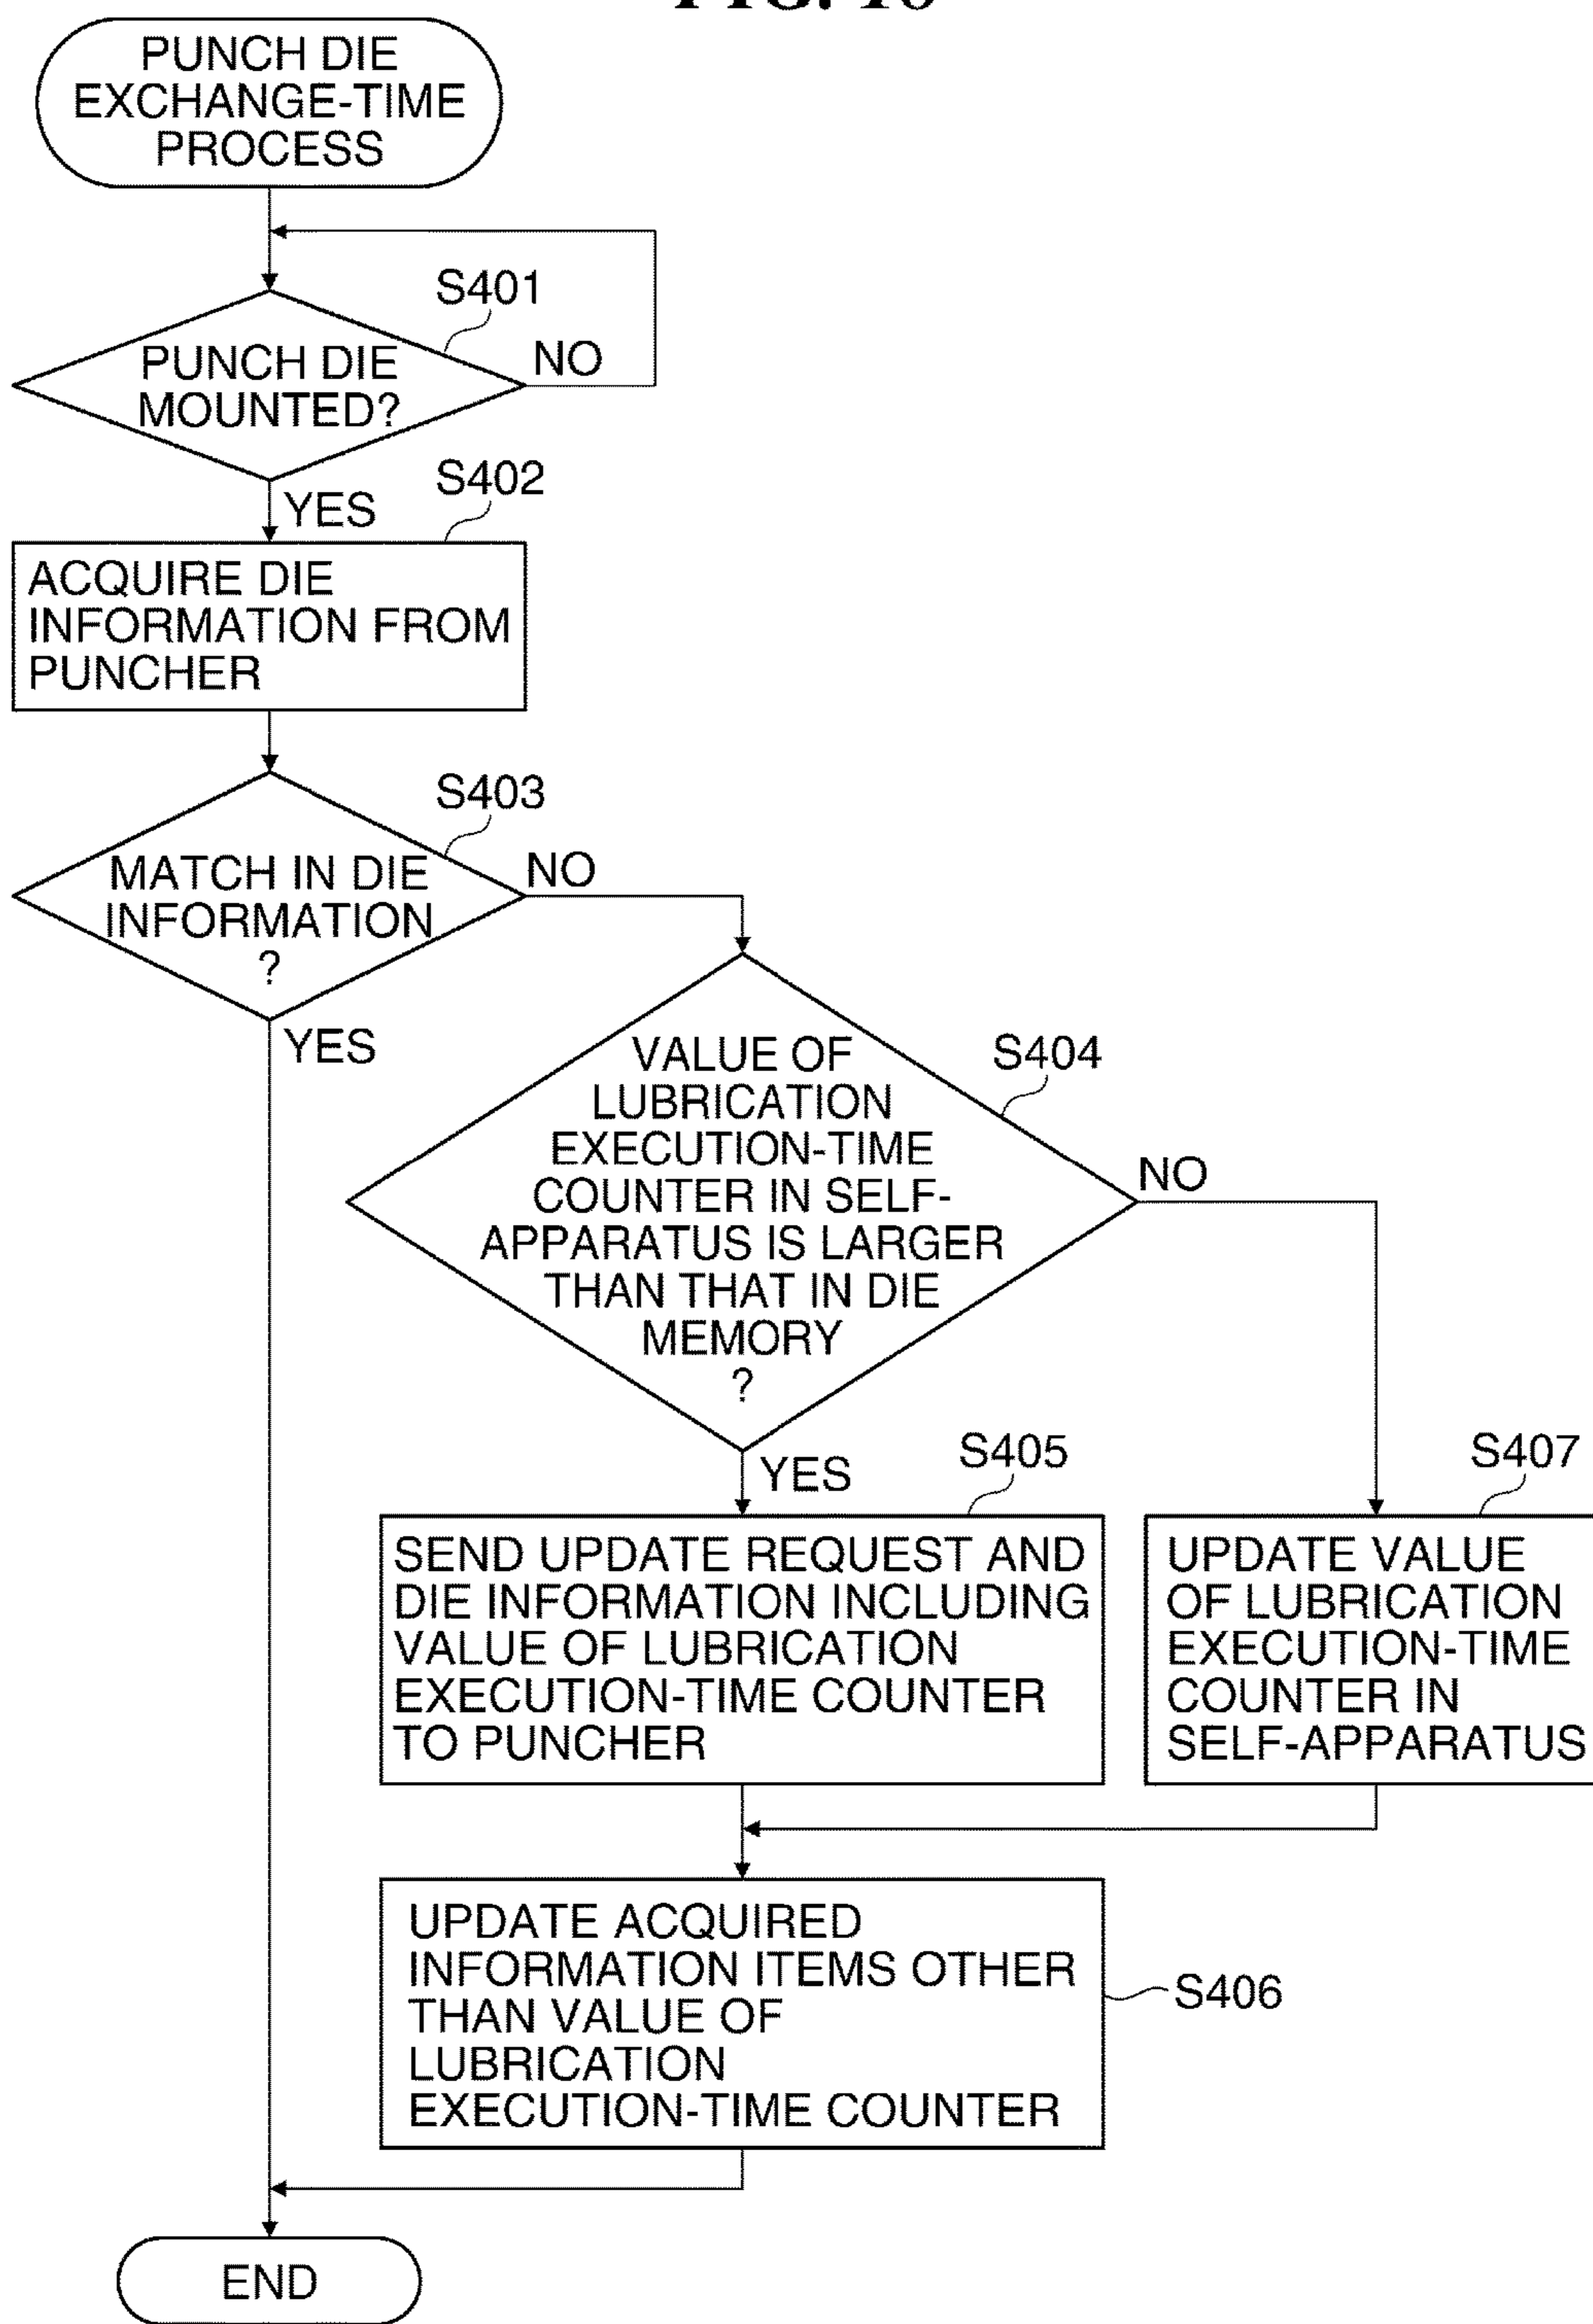 PUNCH DIE
EXCHANGE-TIME
PROCESS
S401
PUNCH DIE
MOUNTED?
NO
YES
S402
ACQUIRE DIE
INFORMATION FROM
PUNCHER
S403
MATCH IN DIE
INFORMATION
?
NO
YES
S404
VALUE OF
LUBRICATION
EXECUTION-TIME
COUNTER IN SELF-
APPARATUS IS LARGER
THAN THAT IN DIE
MEMORY
?
NO
YES
S405
SEND UPDATE REQUEST AND
DIE INFORMATION INCLUDING
VALUE OF LUBRICATION
EXECUTION-TIME COUNTER
TO PUNCHER
S407
UPDATE VALUE
OF LUBRICATION
EXECUTION-TIME
COUNTER IN
SELF-APPARATUS
UPDATE ACQUIRED
INFORMATION ITEMS OTHER
THAN VALUE OF
LUBRICATION
EXECUTION-TIME COUNTER
S406
END